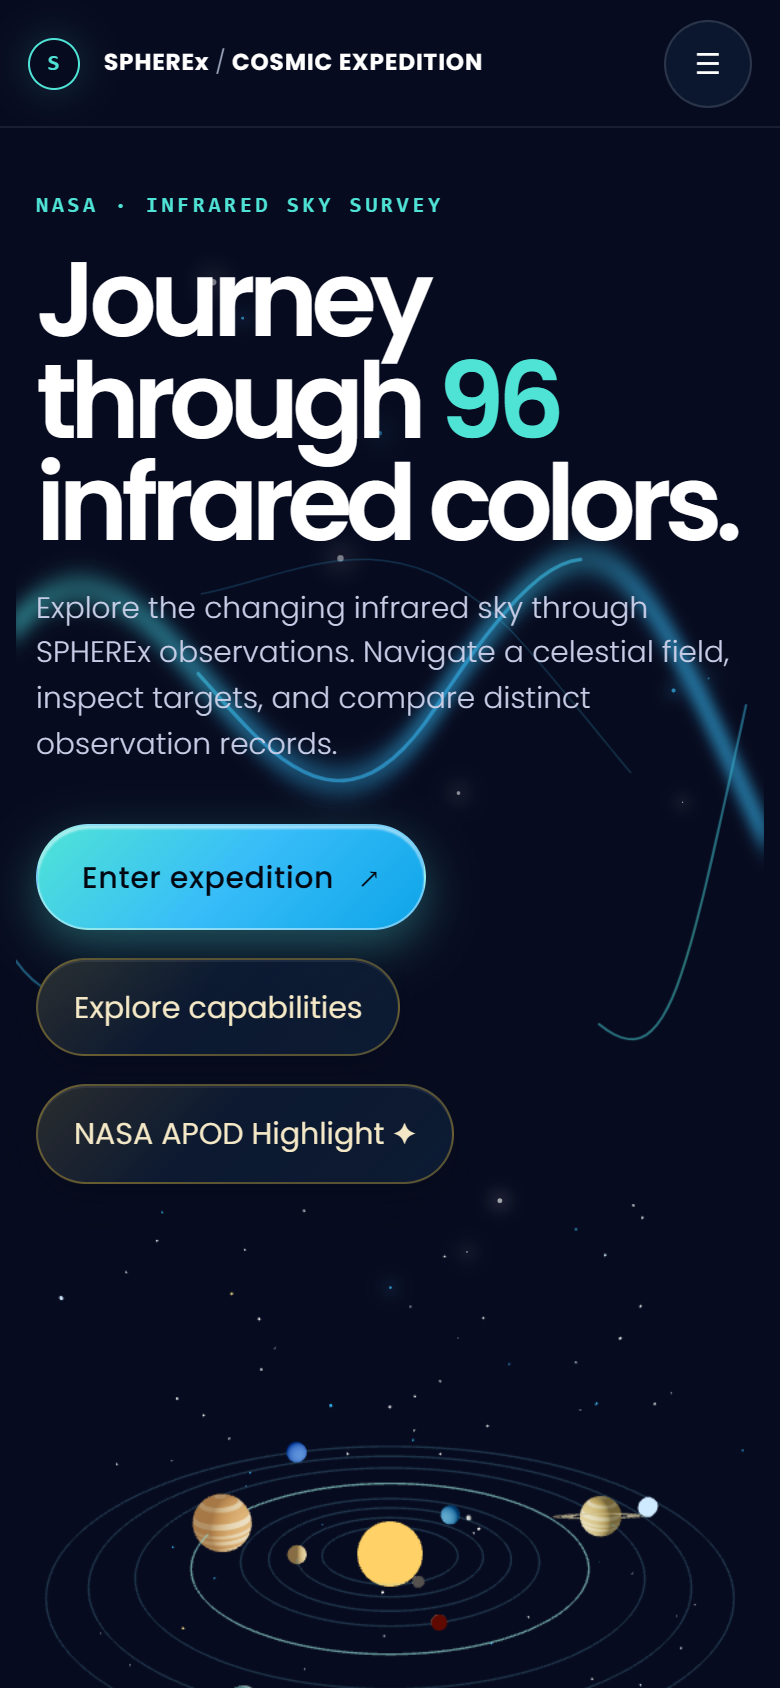 S
SPHEREx / COSMIC EXPEDITION
☰
NASA · INFRARED SKY SURVEY
Journey
through 96
infrared colors.
Explore the changing infrared sky through
SPHEREx observations. Navigate a celestial field,
inspect targets, and compare distinct
observation records.
Enter expedition ↗
Explore capabilities
NASA APOD Highlight ✦